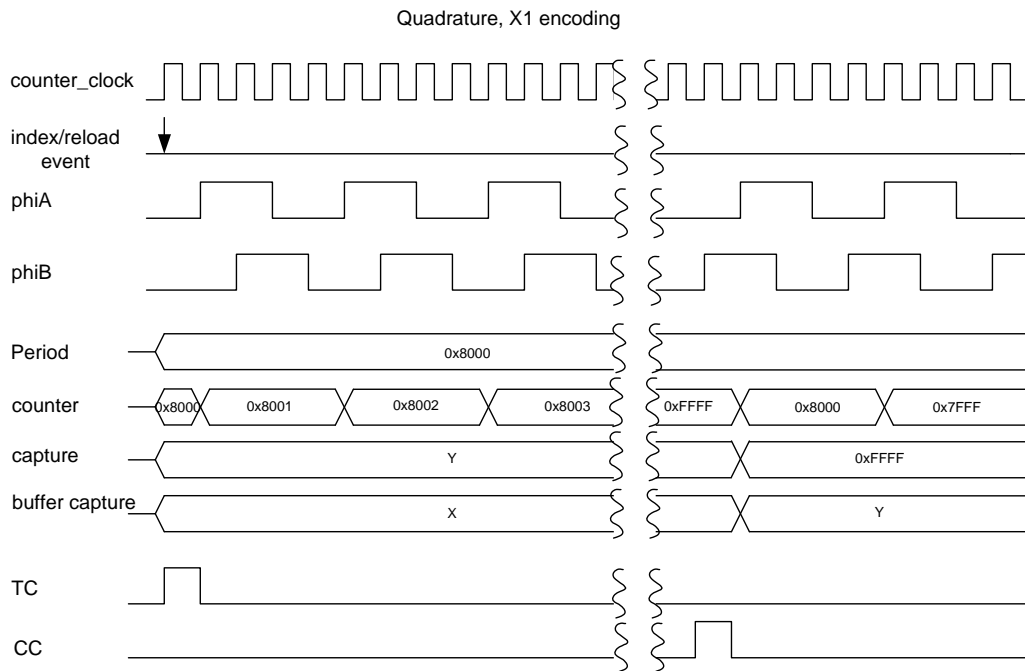 Quadrature, X1 encoding
counter_clock
index/reload
event
phiA
phiB
Period
0x8000
counter
0x8000 0x8001 0x8002 0x8003 0xFFFF 0x8000 0x7FFF
capture
Y 0xFFFF
buffer capture
X Y
TC
CC